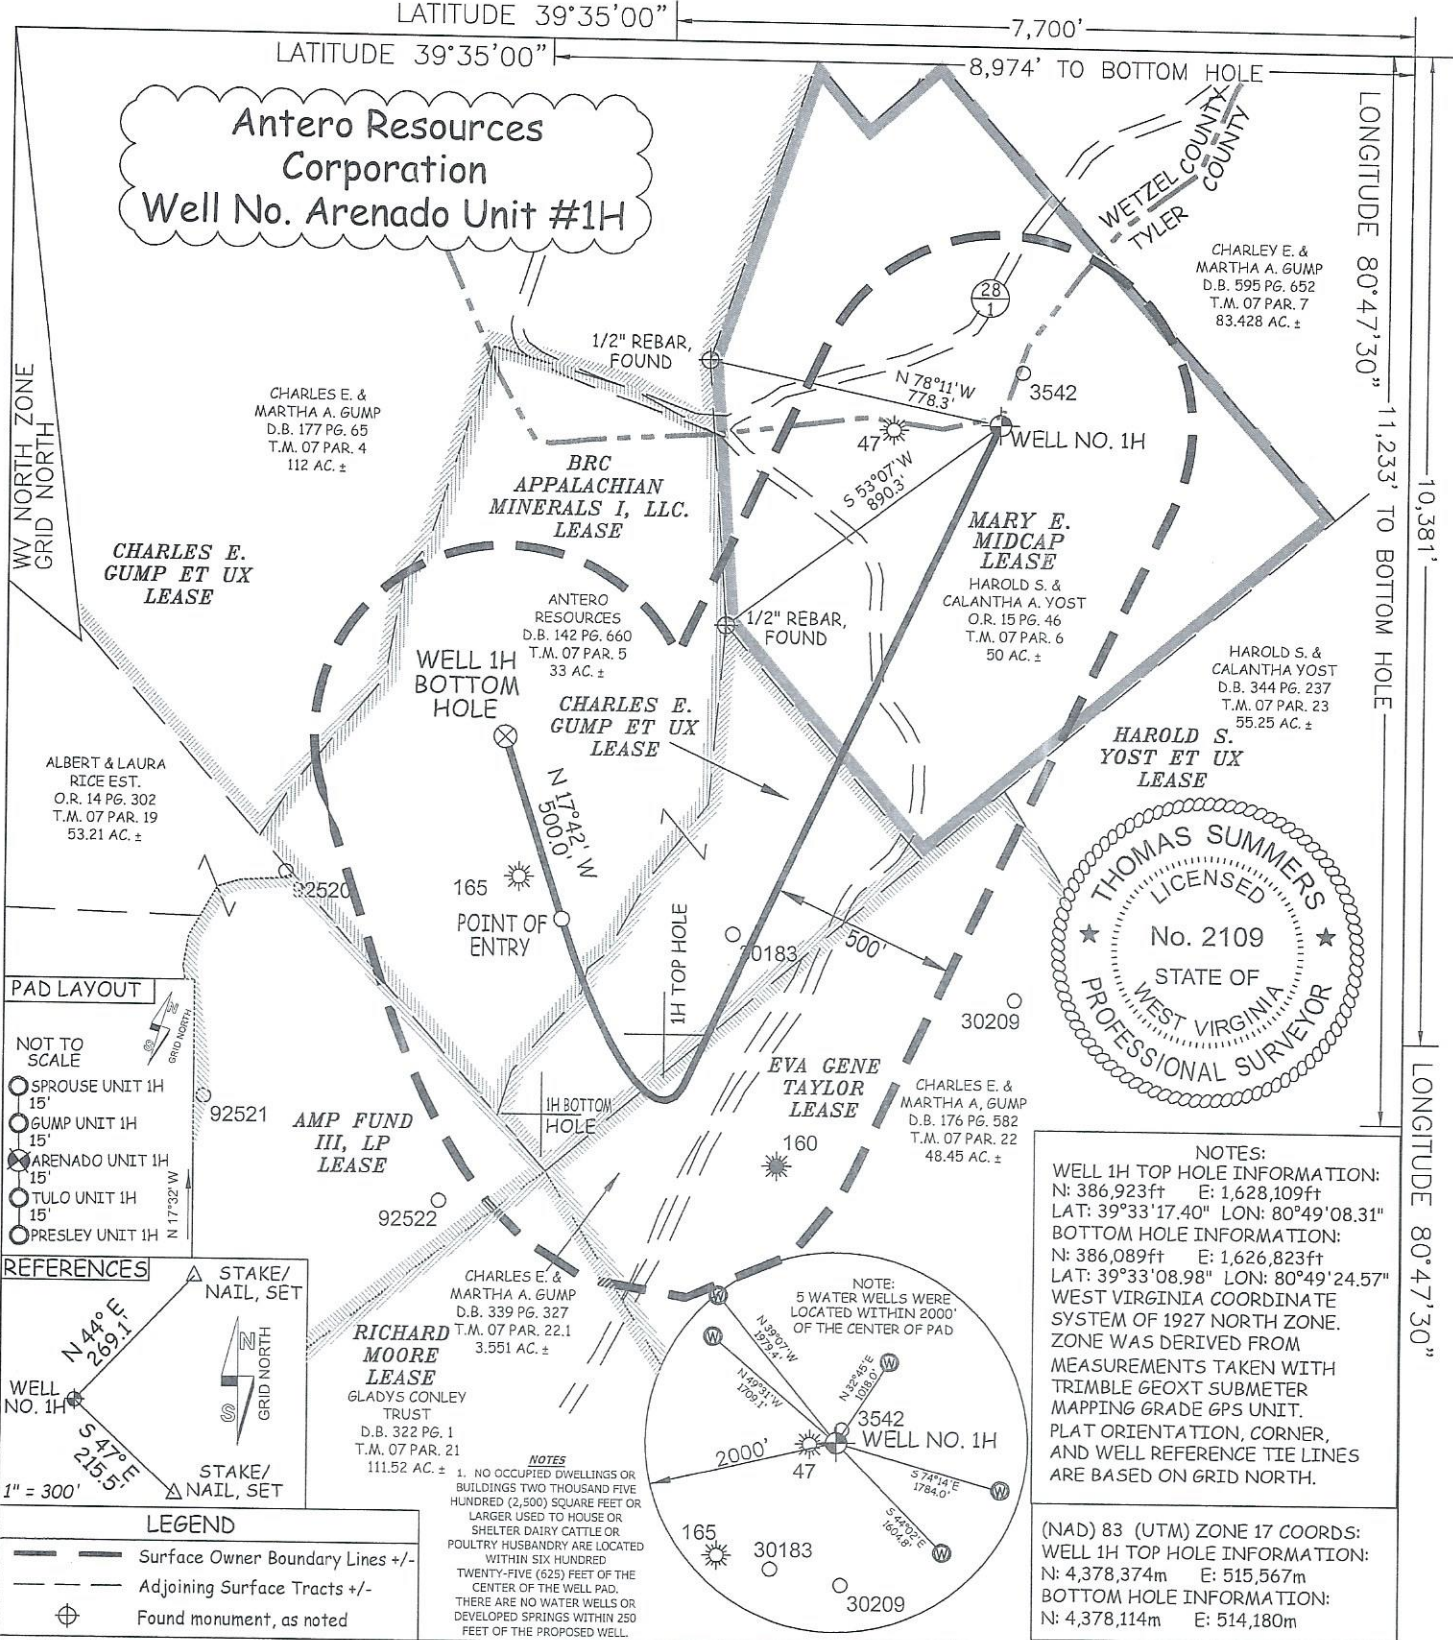 LATITUDE 39°35'00"
7,700'
LATITUDE 39°35'00"
8,974' TO BOTTOM HOLE
Antero Resources
Corporation
Well No. Arenado Unit #1H
WETZEL COUNTY
TYLER COUNTY
LONGITUDE 80°47'30"
11,233' TO BOTTOM HOLE
10,381'
LONGITUDE 80°47'30"
WV NORTH ZONE
GRID NORTH
CHARLEY E. &
MARTHA A. GUMP
D.B. 595 PG. 652
T.M. 07 PAR. 7
83.428 AC. ±
28
1
1/2" REBAR,
FOUND
N 78°11'W
778.3'
3542
47
WELL NO. 1H
S 53°07'W
890.3'
CHARLES E. &
MARTHA A. GUMP
D.B. 177 PG. 65
T.M. 07 PAR. 4
112 AC. ±
BRC
APPALACHIAN
MINERALS I, LLC.
LEASE
CHARLES E.
GUMP ET UX
LEASE
MARY E.
MIDCAP
LEASE
HAROLD S. &
CALANTHA A. YOST
O.R. 15 PG. 46
T.M. 07 PAR. 6
50 AC. ±
ANTERO
RESOURCES
D.B. 142 PG. 660
T.M. 07 PAR. 5
33 AC. ±
1/2" REBAR,
FOUND
WELL 1H
BOTTOM
HOLE
CHARLES E.
GUMP ET UX
LEASE
HAROLD S. &
CALANTHA YOST
D.B. 344 PG. 237
T.M. 07 PAR. 23
55.25 AC. ±
HAROLD S.
YOST ET UX
LEASE
ALBERT & LAURA
RICE EST.
O.R. 14 PG. 302
T.M. 07 PAR. 19
53.21 AC. ±
N 17°42' W
500.0'
THOMAS SUMMERS
LICENSED
No. 2109
STATE OF
WEST VIRGINIA
PROFESSIONAL SURVEYOR
92520
165
POINT OF
ENTRY
1H TOP HOLE
30183
500'
30209
PAD LAYOUT
N
S
GRID NORTH
NOT TO
SCALE
SPROUSE UNIT 1H
15'
GUMP UNIT 1H
15'
ARENADO UNIT 1H
15'
TULO UNIT 1H
15'
PRESLEY UNIT 1H
N 17°32' W
92521
AMP FUND
III, LP
LEASE
1H BOTTOM
HOLE
EVA GENE
TAYLOR
LEASE
160
CHARLES E. &
MARTHA A, GUMP
D.B. 176 PG. 582
T.M. 07 PAR. 22
48.45 AC. ±
92522
REFERENCES
STAKE/
NAIL, SET
N 44° E
269.1'
WELL
NO. 1H
S 47° E
215.5'
N
S
GRID NORTH
STAKE/
NAIL, SET
1" = 300'
CHARLES E. &
MARTHA A. GUMP
D.B. 339 PG. 327
T.M. 07 PAR. 22.1
3.551 AC. ±
RICHARD
MOORE
LEASE
GLADYS CONLEY
TRUST
D.B. 322 PG. 1
T.M. 07 PAR. 21
111.52 AC. ±
NOTE:
5 WATER WELLS WERE
LOCATED WITHIN 2000'
OF THE CENTER OF PAD
W
W
W
W
W
N 39°07'W
1979.4'
N 49°31'W
1709.1'
N 32°45'E
1018.0'
3542
WELL NO. 1H
47
2000'
S 74°14'E
1784.0'
S 44°02'E
1604.8'
165
30183
30209
NOTES
1. NO OCCUPIED DWELLINGS OR
BUILDINGS TWO THOUSAND FIVE
HUNDRED (2,500) SQUARE FEET OR
LARGER USED TO HOUSE OR
SHELTER DAIRY CATTLE OR
POULTRY HUSBANDRY ARE LOCATED
WITHIN SIX HUNDRED
TWENTY-FIVE (625) FEET OF THE
CENTER OF THE WELL PAD.
THERE ARE NO WATER WELLS OR
DEVELOPED SPRINGS WITHIN 250
FEET OF THE PROPOSED WELL.
LEGEND
Surface Owner Boundary Lines +/-
Adjoining Surface Tracts +/-
Found monument, as noted
NOTES:
WELL 1H TOP HOLE INFORMATION:
N: 386,923ft E: 1,628,109ft
LAT: 39°33'17.40" LON: 80°49'08.31"
BOTTOM HOLE INFORMATION:
N: 386,089ft E: 1,626,823ft
LAT: 39°33'08.98" LON: 80°49'24.57"
WEST VIRGINIA COORDINATE
SYSTEM OF 1927 NORTH ZONE.
ZONE WAS DERIVED FROM
MEASUREMENTS TAKEN WITH
TRIMBLE GEOXT SUBMETER
MAPPING GRADE GPS UNIT.
PLAT ORIENTATION, CORNER,
AND WELL REFERENCE TIE LINES
ARE BASED ON GRID NORTH.
(NAD) 83 (UTM) ZONE 17 COORDS:
WELL 1H TOP HOLE INFORMATION:
N: 4,378,374m E: 515,567m
BOTTOM HOLE INFORMATION:
N: 4,378,114m E: 514,180m